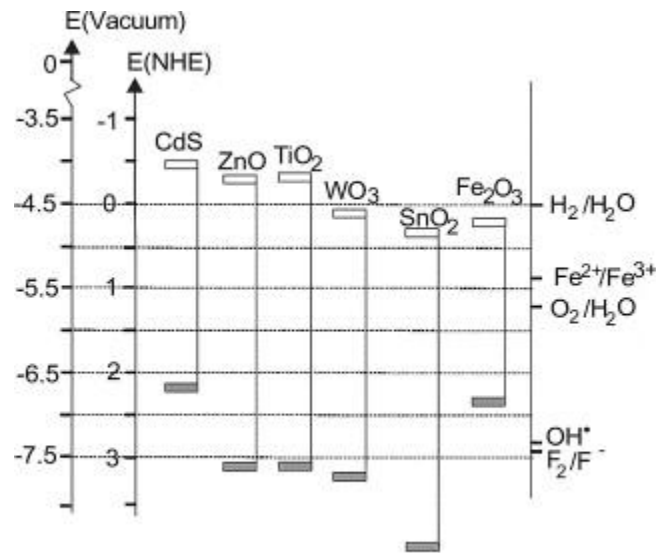 E(Vacuum)
E(NHE)
0
-3.5
-4.5
-5.5
-6.5
-7.5
-1
0
1
2
3
CdS
ZnO
TiO₂
WO₃
SnO₂
Fe₂O₃
H₂/H₂O
Fe²⁺/Fe³⁺
O₂/H₂O
OH•
F₂/F⁻